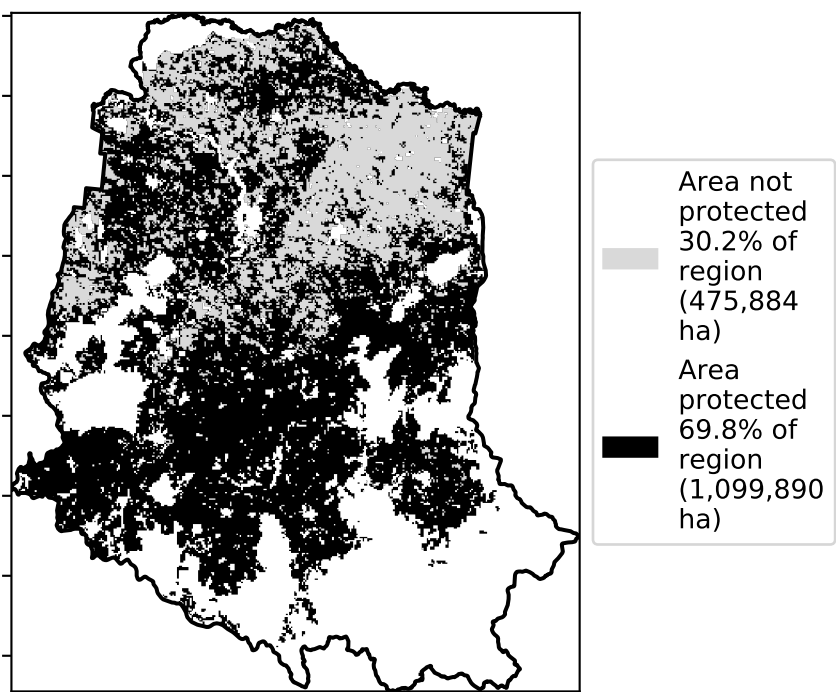 Area not
protected
30.2% of
region
(475,884
ha)
Area
protected
69.8% of
region
(1,099,890
ha)